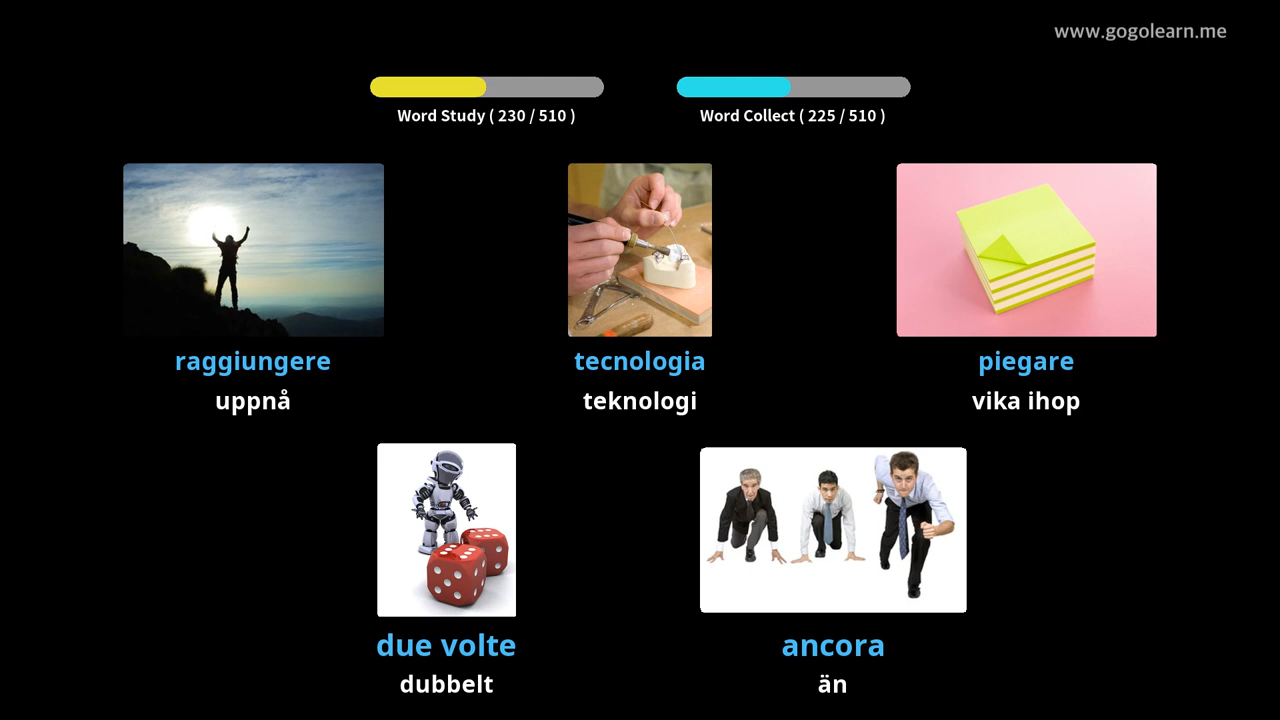 www.gogolearn.me
Word Study ( 230 / 510 )
Word Collect ( 225 / 510 )
raggiungere
uppnå
tecnologia
teknologi
piegare
vika ihop
due volte
dubbelt
ancora
än